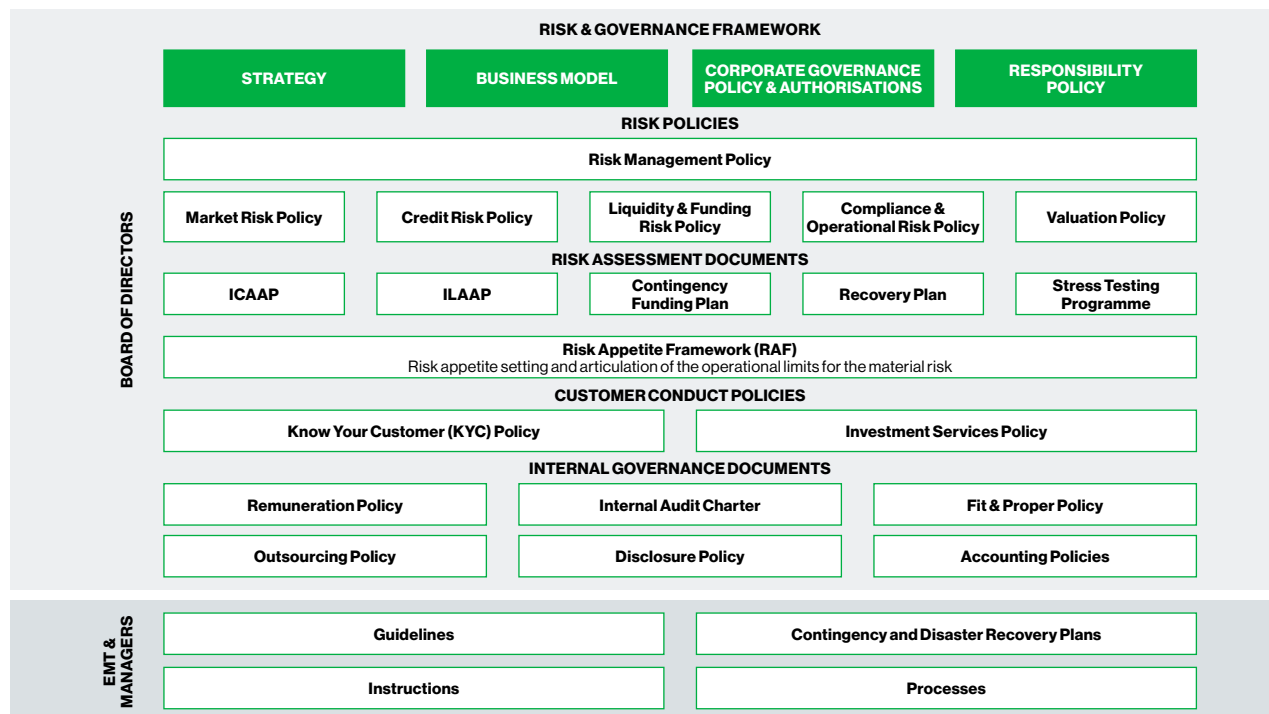 RISK & GOVERNANCE FRAMEWORK
STRATEGY
BUSINESS MODEL
CORPORATE GOVERNANCE
POLICY & AUTHORISATIONS
RESPONSIBILITY
POLICY
RISK POLICIES
Risk Management Policy
Market Risk Policy
Credit Risk Policy
Liquidity & Funding
Risk Policy
Compliance &
Operational Risk Policy
Valuation Policy
RISK ASSESSMENT DOCUMENTS
ICAAP
ILAAP
Contingency
Funding Plan
Recovery Plan
Stress Testing
Programme
Risk Appetite Framework (RAF)
Risk appetite setting and articulation of the operational limits for the material risk
CUSTOMER CONDUCT POLICIES
Know Your Customer (KYC) Policy
Investment Services Policy
INTERNAL GOVERNANCE DOCUMENTS
Remuneration Policy
Internal Audit Charter
Fit & Proper Policy
Outsourcing Policy
Disclosure Policy
Accounting Policies
BOARD OF DIRECTORS
EMT &
MANAGERS
Guidelines
Contingency and Disaster Recovery Plans
Instructions
Processes